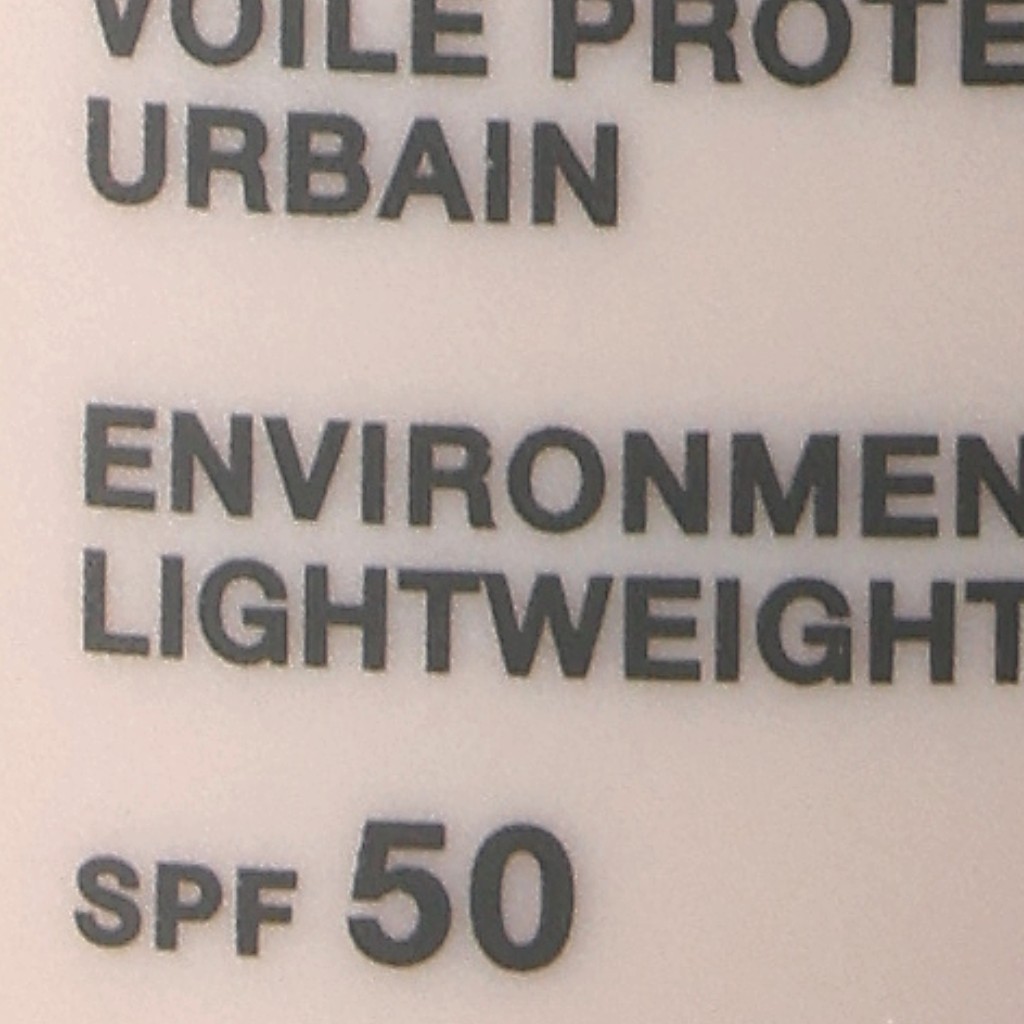 VOILE PROTE
URBAIN
ENVIRONMEN
LIGHTWEIGHT
SPF 50